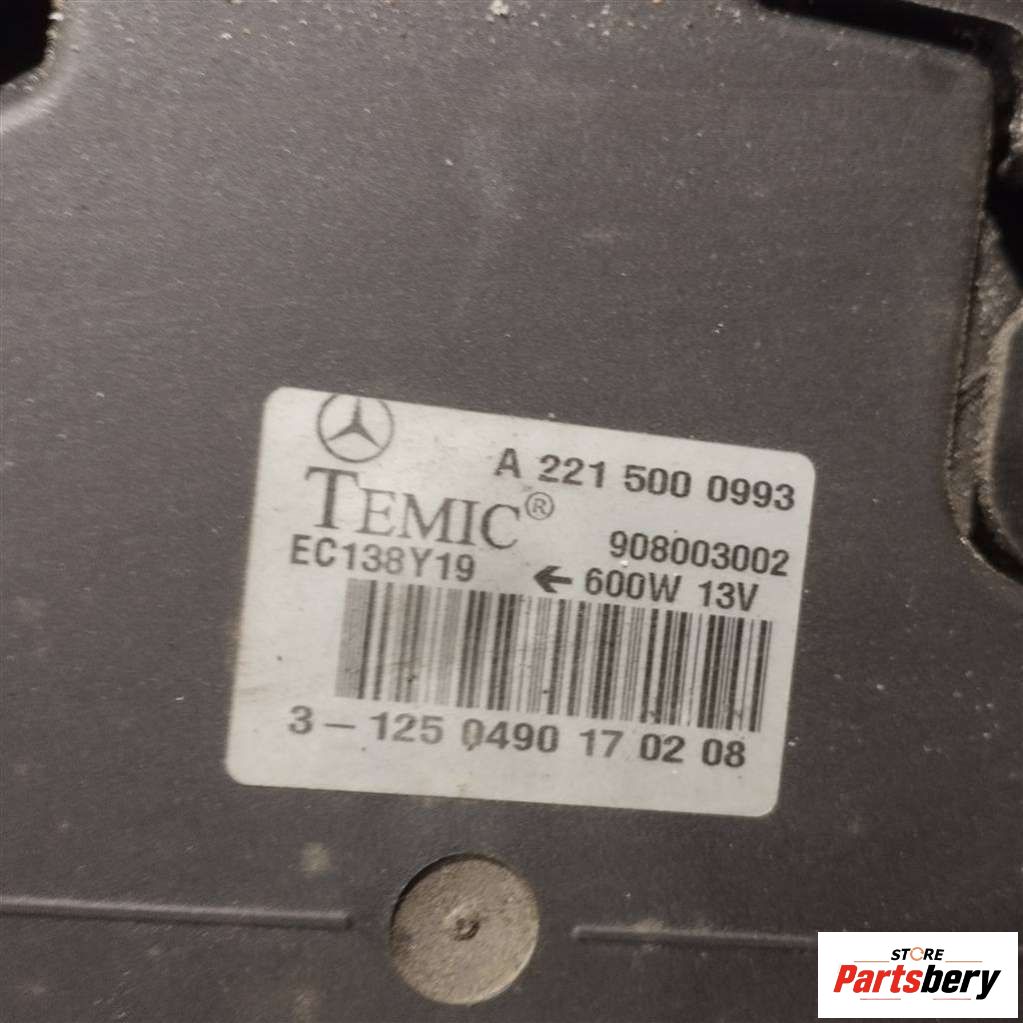 A 221 500 0993
TEMIC®
908003002
EC138Y19
← 600W 13V
3-125 0490 17 02 08
STORE
Partsbery